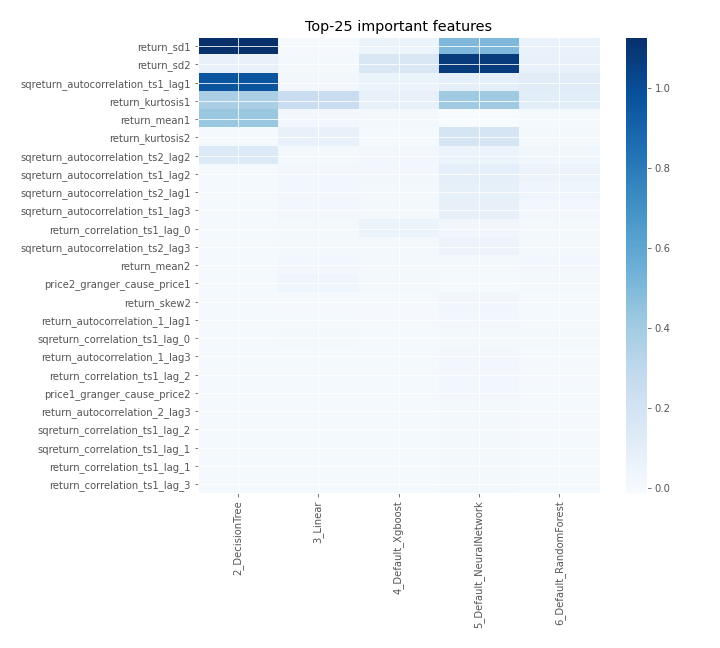 Top-25 important features
return_sd1
return_sd2
sqreturn_autocorrelation_ts1_lag1
return_kurtosis1
return_mean1
return_kurtosis2
sqreturn_autocorrelation_ts2_lag2
sqreturn_autocorrelation_ts1_lag2
sqreturn_autocorrelation_ts2_lag1
sqreturn_autocorrelation_ts1_lag3
return_correlation_ts1_lag_0
sqreturn_autocorrelation_ts2_lag3
return_mean2
price2_granger_cause_price1
return_skew2
return_autocorrelation_1_lag1
sqreturn_correlation_ts1_lag_0
return_autocorrelation_1_lag3
return_correlation_ts1_lag_2
price1_granger_cause_price2
return_autocorrelation_2_lag3
sqreturn_correlation_ts1_lag_2
sqreturn_correlation_ts1_lag_1
return_correlation_ts1_lag_1
return_correlation_ts1_lag_3
2_DecisionTree
3_Linear
4_Default_Xgboost
5_Default_NeuralNetwork
6_Default_RandomForest
1.0
0.8
0.6
0.4
0.2
0.0